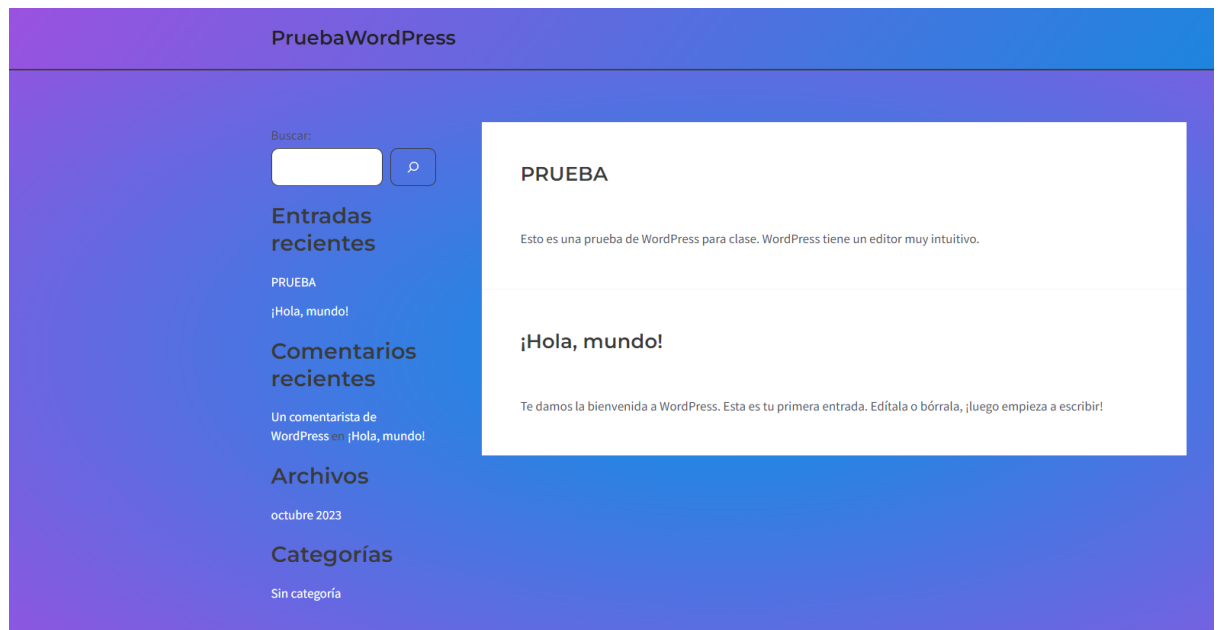 PruebaWordPress
Buscar:
Entradas
recientes
PRUEBA
¡Hola, mundo!
Comentarios
recientes
Un comentarista de
WordPress en ¡Hola, mundo!
Archivos
octubre 2023
Categorías
Sin categoría
PRUEBA
Esto es una prueba de WordPress para clase. WordPress tiene un editor muy intuitivo.
¡Hola, mundo!
Te damos la bienvenida a WordPress. Esta es tu primera entrada. Edítala o bórrala, ¡luego empieza a escribir!